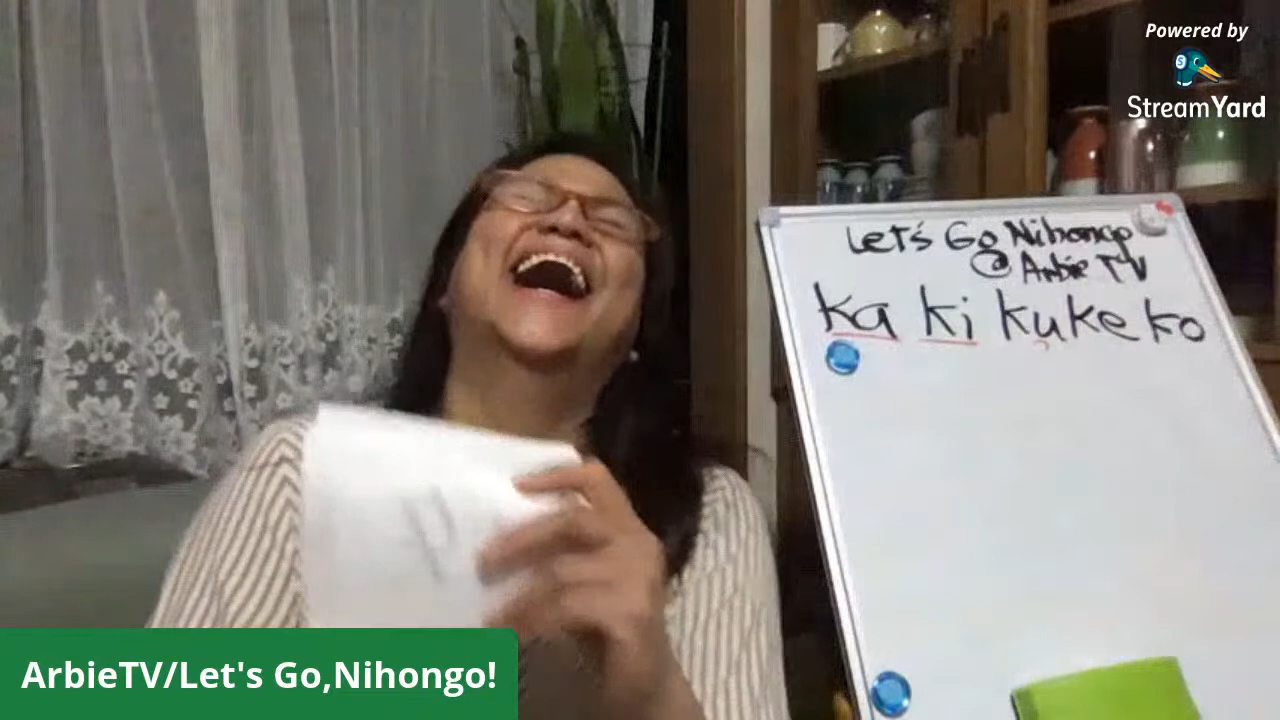 Powered by
StreamYard
Let's Go Nihongo
@ Arbie TV
ka ki ku ke ko
ArbieTV/Let's Go,Nihongo!